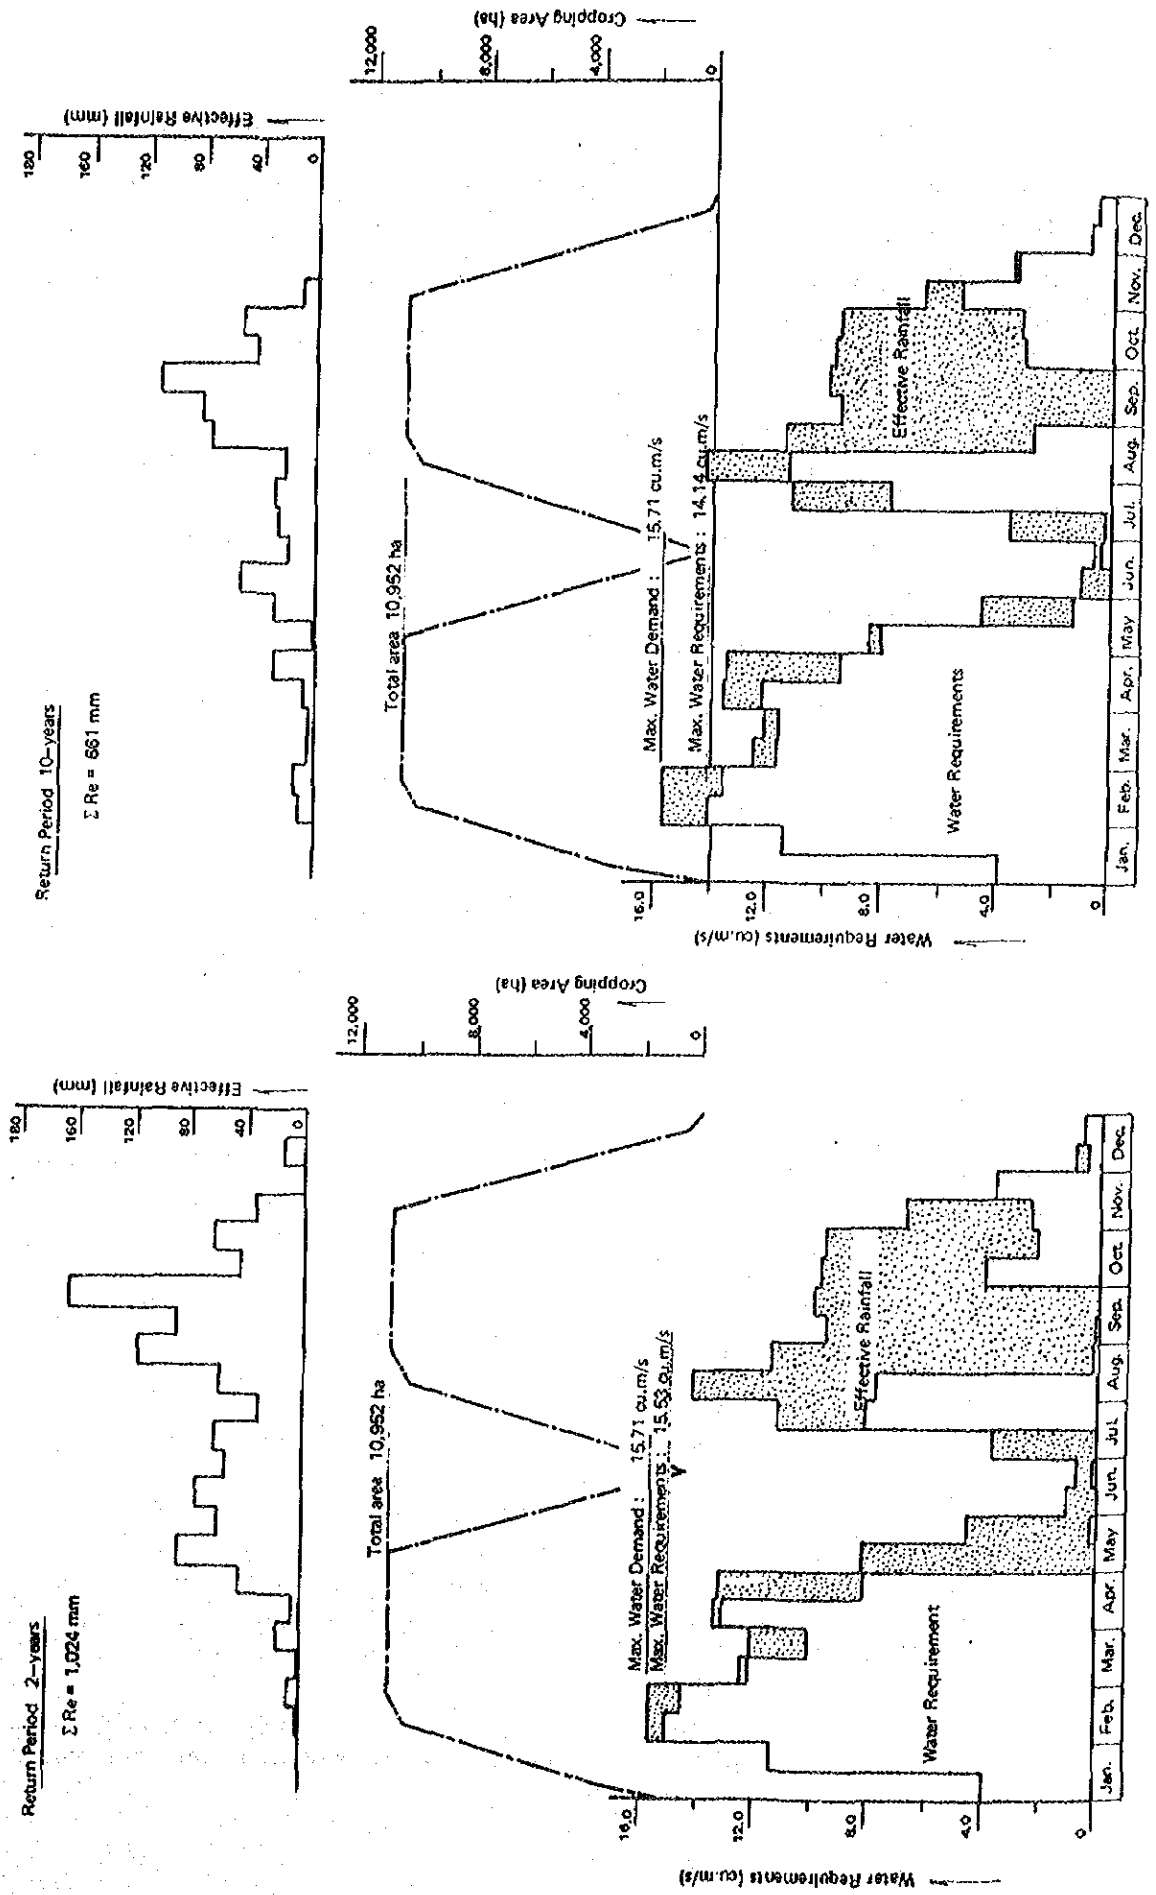 Return Period 2-years
Σ Re = 1,024 mm
Effective Rainfall (mm)
180
160
120
80
40
0
Cropping Area (ha)
12,000
8,000
4,000
0
Total area 10,952 ha
Max. Water Demand : 15.71 cu.m/s
Max. Water Requirements : 15.53 cu.m/s
Effective Rainfall
Water Requirement
Water Requirements (cu.m/s)
16.0
12.0
8.0
4.0
0
Jan. Feb. Mar. Apr. May Jun. Jul. Aug. Sep. Oct. Nov. Dec.
Return Period 10-years
Σ Re = 661 mm
Effective Rainfall (mm)
180
160
120
80
40
0
Cropping Area (ha)
12,000
8,000
4,000
0
Total area 10,952 ha
Max. Water Demand : 15.71 cu.m/s
Max. Water Requirements : 14.14 cu.m/s
Effective Rainfall
Water Requirements
Water Requirements (cu.m/s)
16.0
12.0
8.0
4.0
0
Jan. Feb. Mar. Apr. May Jun. Jul. Aug. Sep. Oct. Nov. Dec.